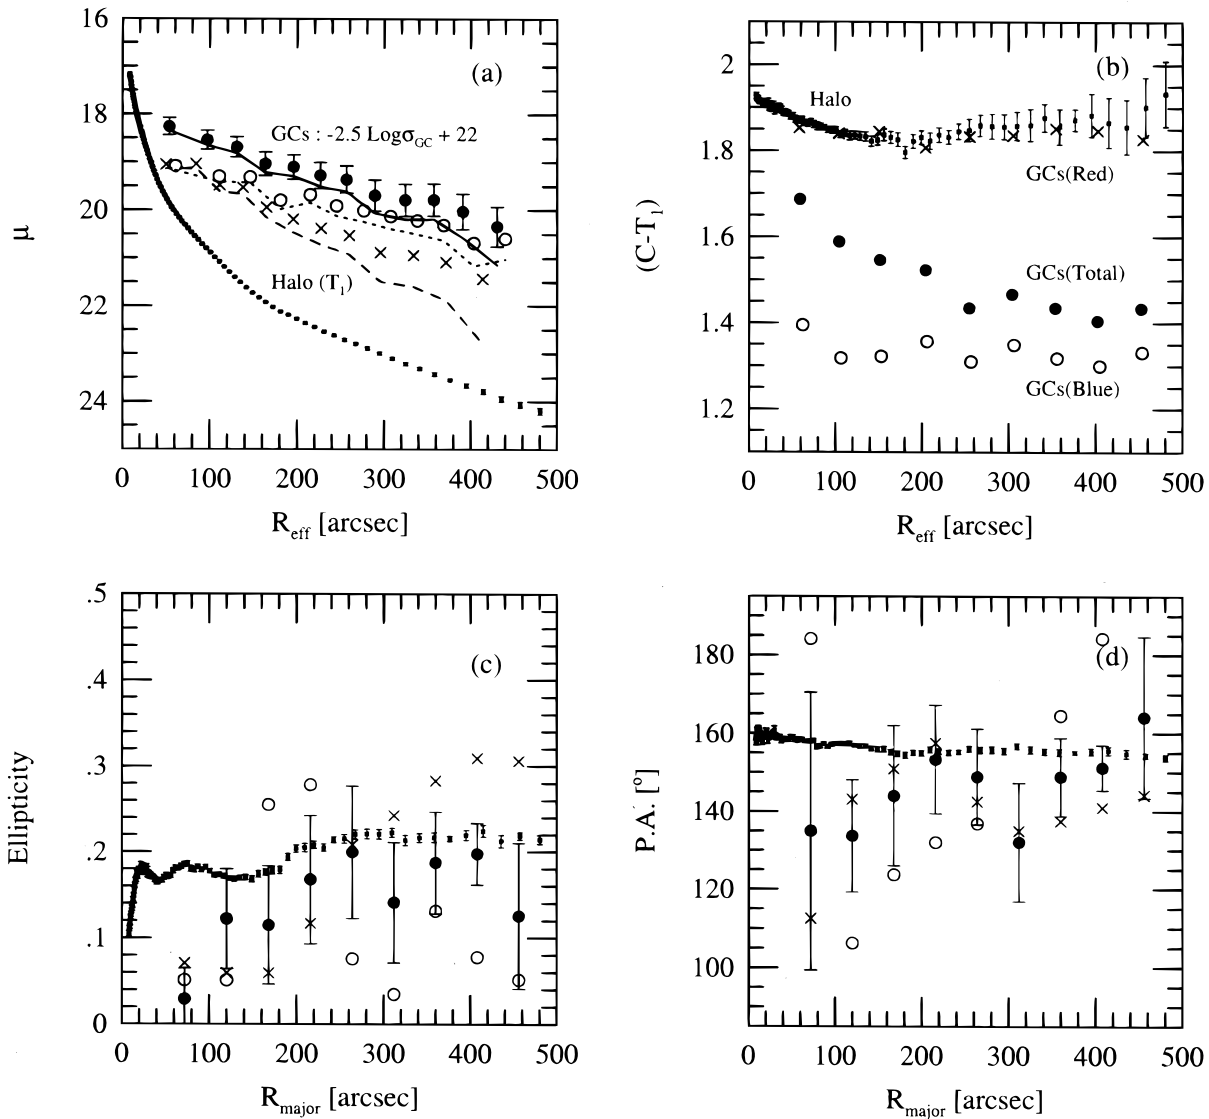 16
18
20
22
24
μ
(a)
GCs : -2.5 Logσ_GC + 22
Halo (T₁)
0 100 200 300 400 500
R_eff [arcsec]
2
1.8
1.6
1.4
1.2
(C-T₁)
(b)
Halo
GCs(Red)
GCs(Total)
GCs(Blue)
0 100 200 300 400 500
R_eff [arcsec]
.5
.4
.3
.2
.1
0
Ellipticity
(c)
0 100 200 300 400 500
R_major [arcsec]
180
160
140
120
100
P.A. [°]
(d)
0 100 200 300 400 500
R_major [arcsec]